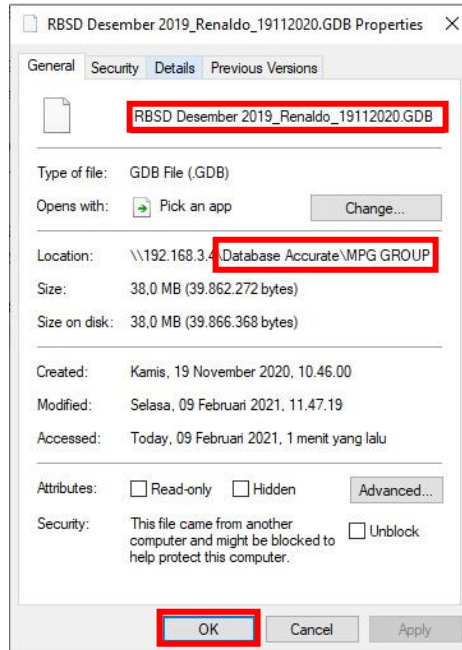 RBSD Desember 2019_Renaldo_19112020.GDB Properties
General Security Details Previous Versions
RBSD Desember 2019_Renaldo_19112020.GDB
Type of file: GDB File (.GDB)
Opens with: Pick an app Change...
Location: \\192.168.3.4\Database Accurate\MPG GROUP
Size: 38,0 MB (39.862.272 bytes)
Size on disk: 38,0 MB (39.866.368 bytes)
Created: Kamis, 19 November 2020, 10.46.00
Modified: Selasa, 09 Februari 2021, 11.47.19
Accessed: Today, 09 Februari 2021, 1 menit yang lalu
Attributes: Read-only Hidden Advanced...
Security: This file came from another
computer and might be blocked to Unblock
help protect this computer.
OK Cancel Apply